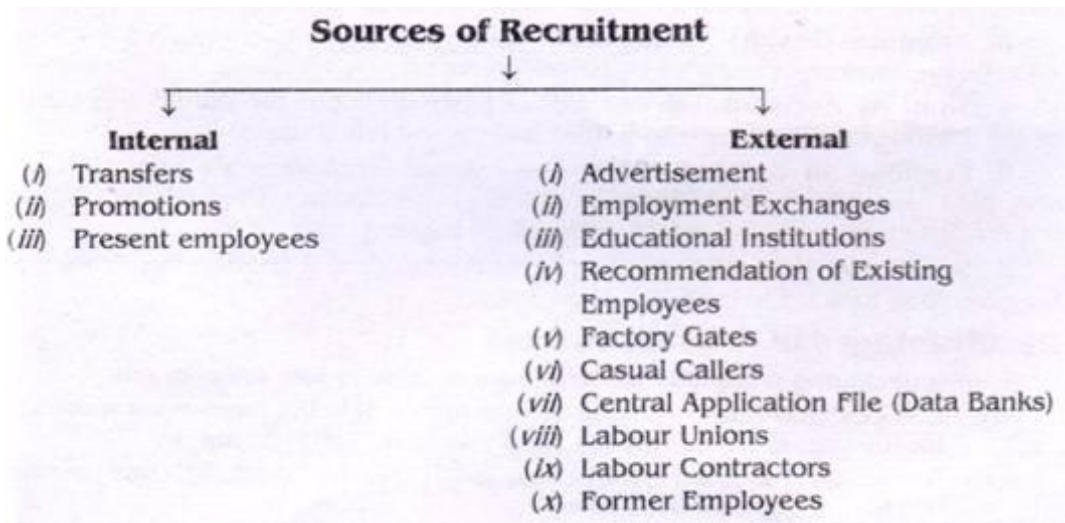 Sources of Recruitment
Internal
(i) Transfers
(ii) Promotions
(iii) Present employees
External
(i) Advertisement
(ii) Employment Exchanges
(iii) Educational Institutions
(iv) Recommendation of Existing
Employees
(v) Factory Gates
(vi) Casual Callers
(vii) Central Application File (Data Banks)
(viii) Labour Unions
(ix) Labour Contractors
(x) Former Employees